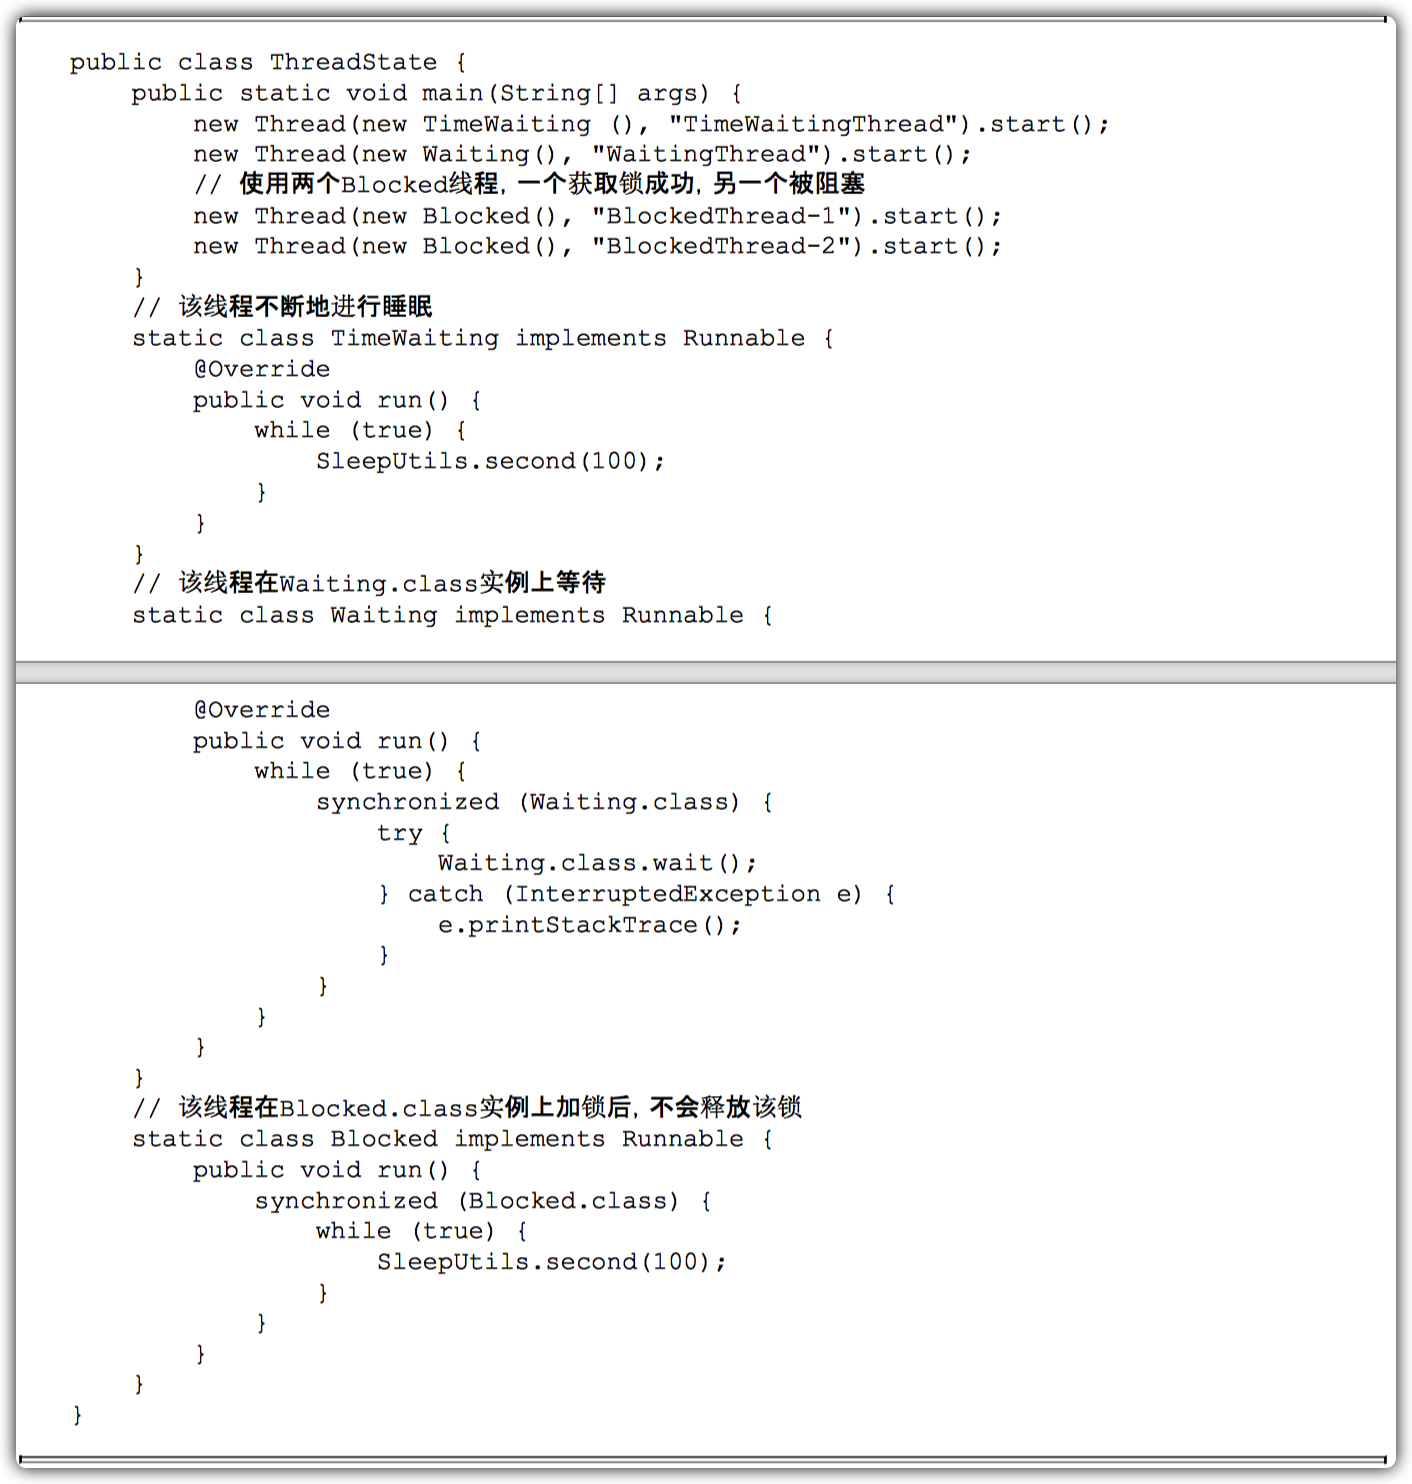 public class ThreadState {
    public static void main(String[] args) {
        new Thread(new TimeWaiting (), "TimeWaitingThread").start();
        new Thread(new Waiting(), "WaitingThread").start();
        // 使用两个Blocked线程, 一个获取锁成功, 另一个被阻塞
        new Thread(new Blocked(), "BlockedThread-1").start();
        new Thread(new Blocked(), "BlockedThread-2").start();
    }
    // 该线程不断地进行睡眠
    static class TimeWaiting implements Runnable {
        @Override
        public void run() {
            while (true) {
                SleepUtils.second(100);
            }
        }
    }
    // 该线程在Waiting.class实例上等待
    static class Waiting implements Runnable {
        @Override
        public void run() {
            while (true) {
                synchronized (Waiting.class) {
                    try {
                        Waiting.class.wait();
                    } catch (InterruptedException e) {
                        e.printStackTrace();
                    }
                }
            }
        }
    }
    // 该线程在Blocked.class实例上加锁后, 不会释放该锁
    static class Blocked implements Runnable {
        public void run() {
            synchronized (Blocked.class) {
                while (true) {
                    SleepUtils.second(100);
                }
            }
        }
    }
}